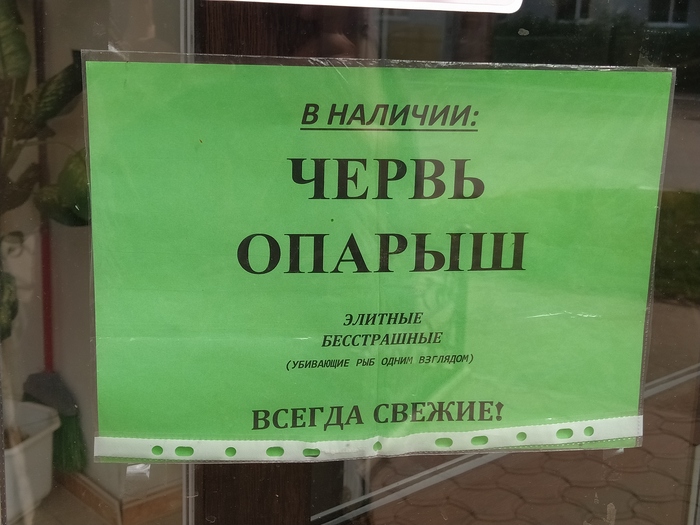 В НАЛИЧИИ:
ЧЕРВЬ
ОПАРЫШ
ЭЛИТНЫЕ
БЕССТРАШНЫЕ
(УБИВАЮЩИЕ РЫБ ОДНИМ ВЗГЛЯДОМ)
ВСЕГДА СВЕЖИЕ!